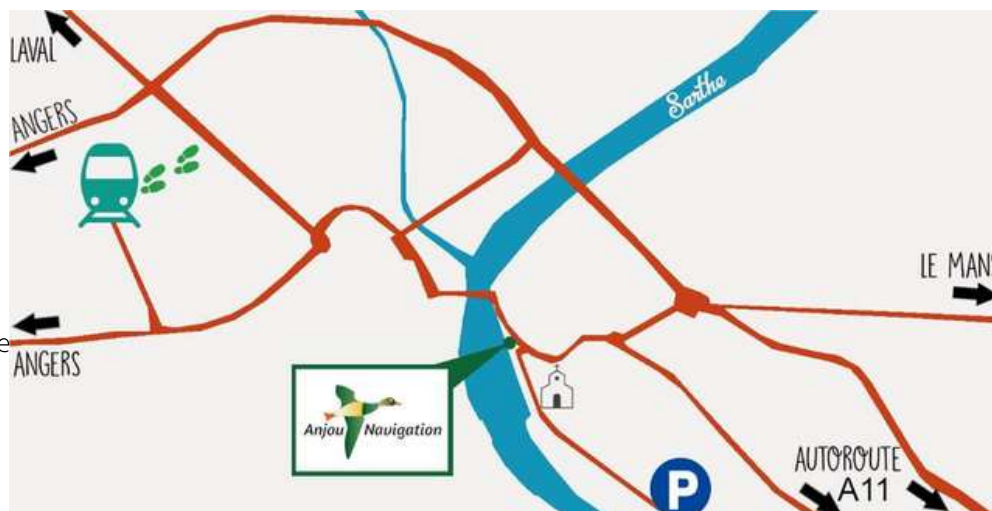 LAVAL
ANGERS
Sarthe
LE MANS
e
ANGERS
Anjou Navigation
AUTOROUTE
A11
P